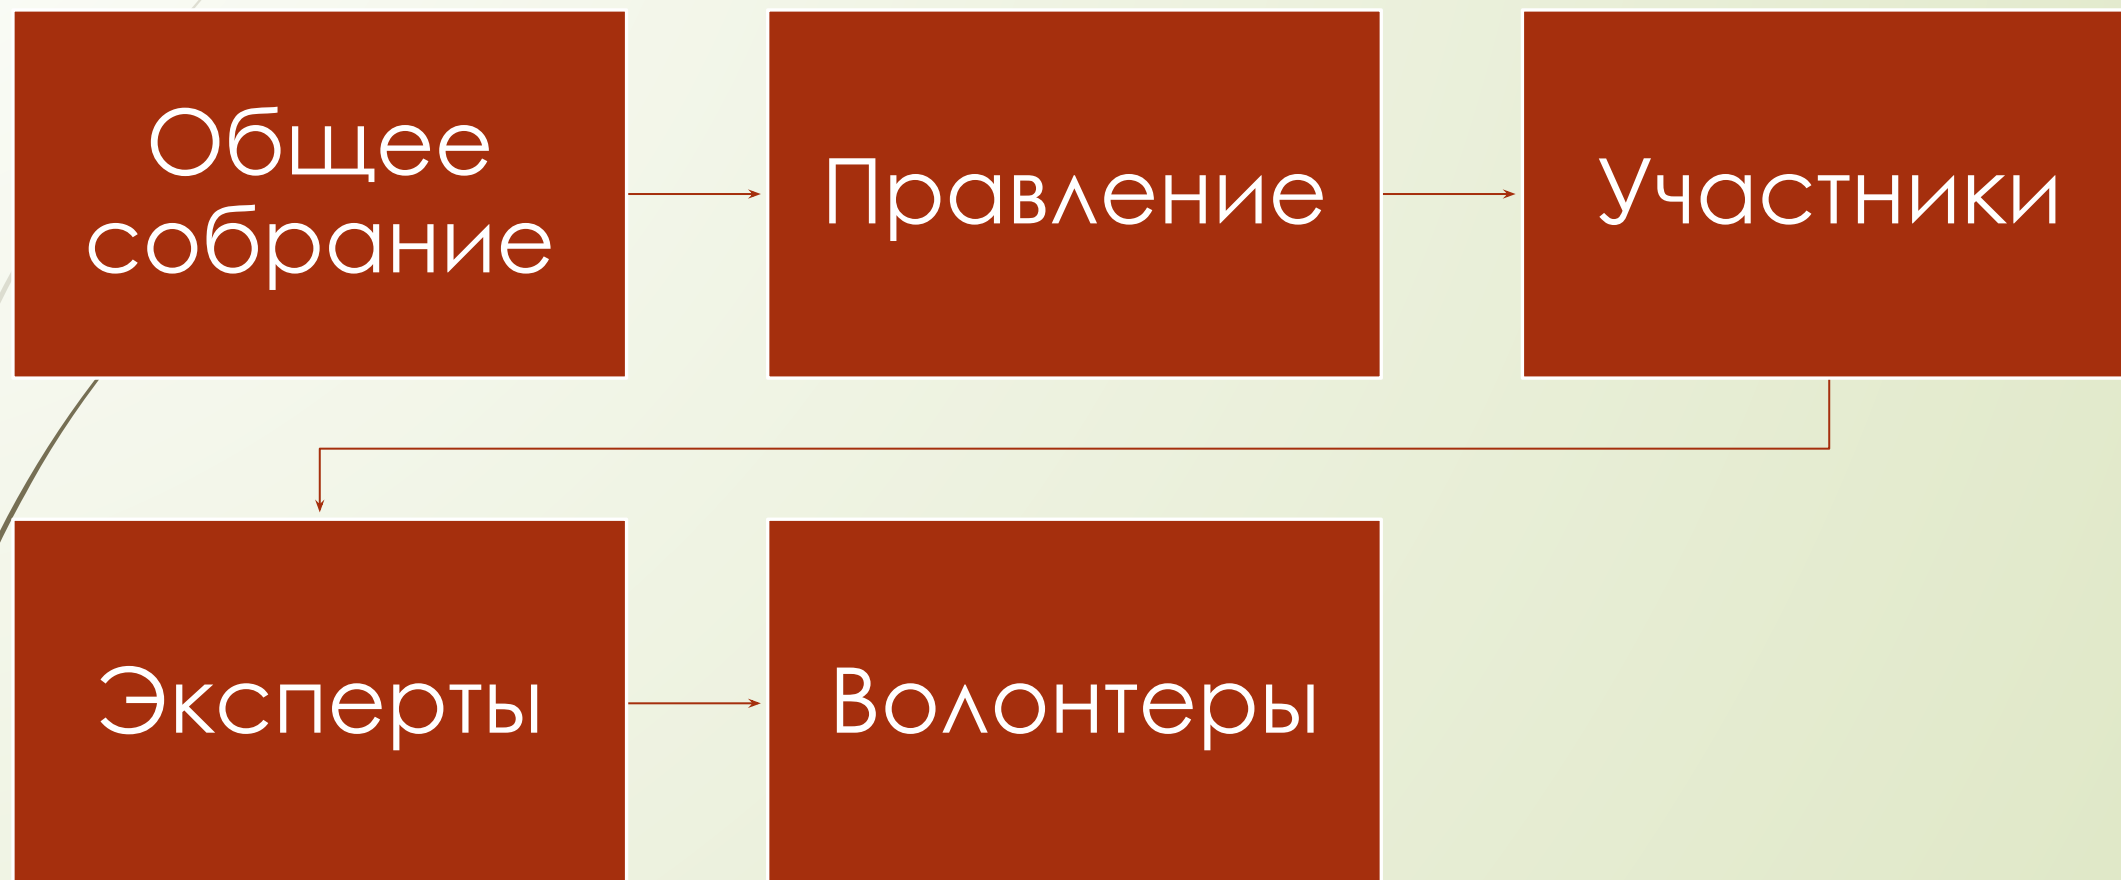 Общее
собрание
Правление
Участники
Эксперты
Волонтеры